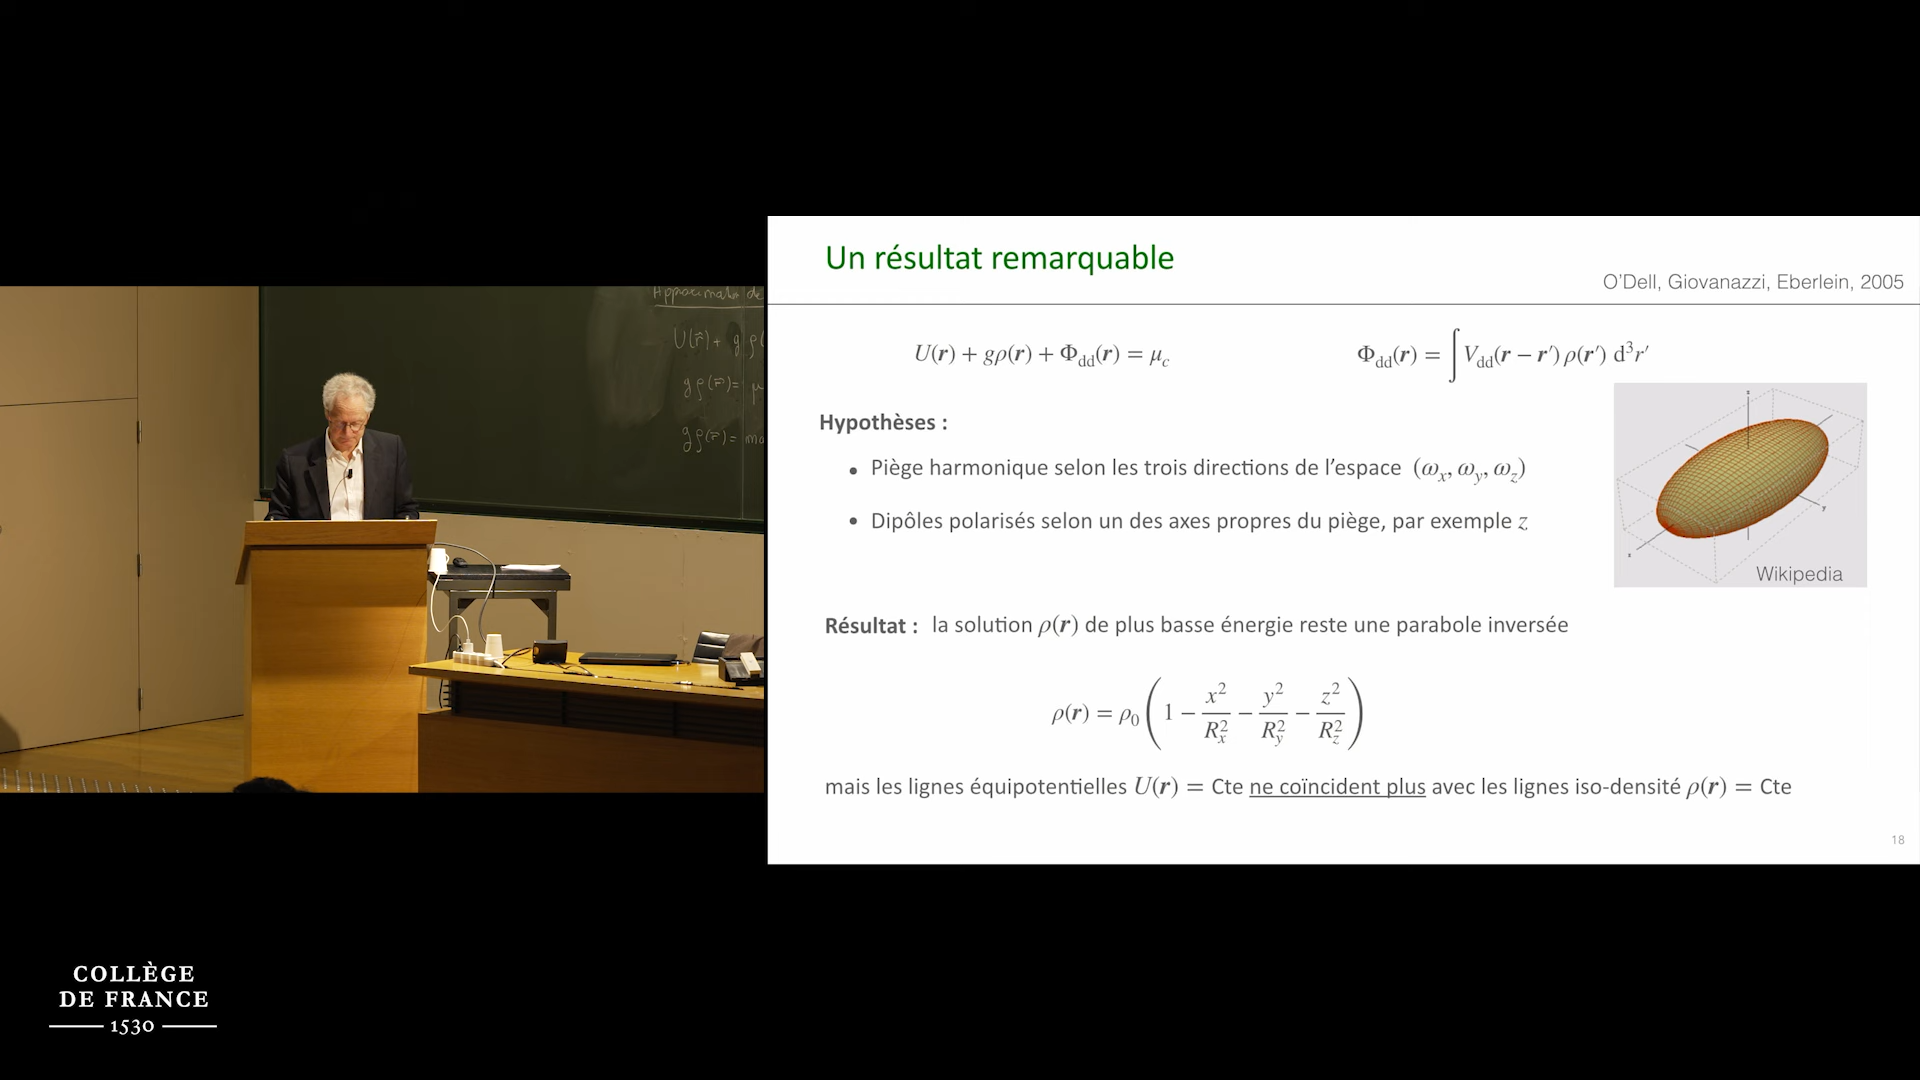 Approximation de
U(r̄) + g ρ(
g ρ(r̄) = μ
g ρ(r̄) =
Un résultat remarquable
O'Dell, Giovanazzi, Eberlein, 2005
U(r) + gρ(r) + Φ_dd(r) = μ_c
Φ_dd(r) = ∫ V_dd(r − r′) ρ(r′) d³r′
Hypothèses :
• Piège harmonique selon les trois directions de l'espace (ω_x, ω_y, ω_z)
• Dipôles polarisés selon un des axes propres du piège, par exemple z
Wikipedia
Résultat : la solution ρ(r) de plus basse énergie reste une parabole inversée
ρ(r) = ρ₀ (1 − x²/R_x² − y²/R_y² − z²/R_z²)
mais les lignes équipotentielles U(r) = Cte ne coïncident plus avec les lignes iso-densité ρ(r) = Cte
18
COLLÈGE
DE FRANCE
1530